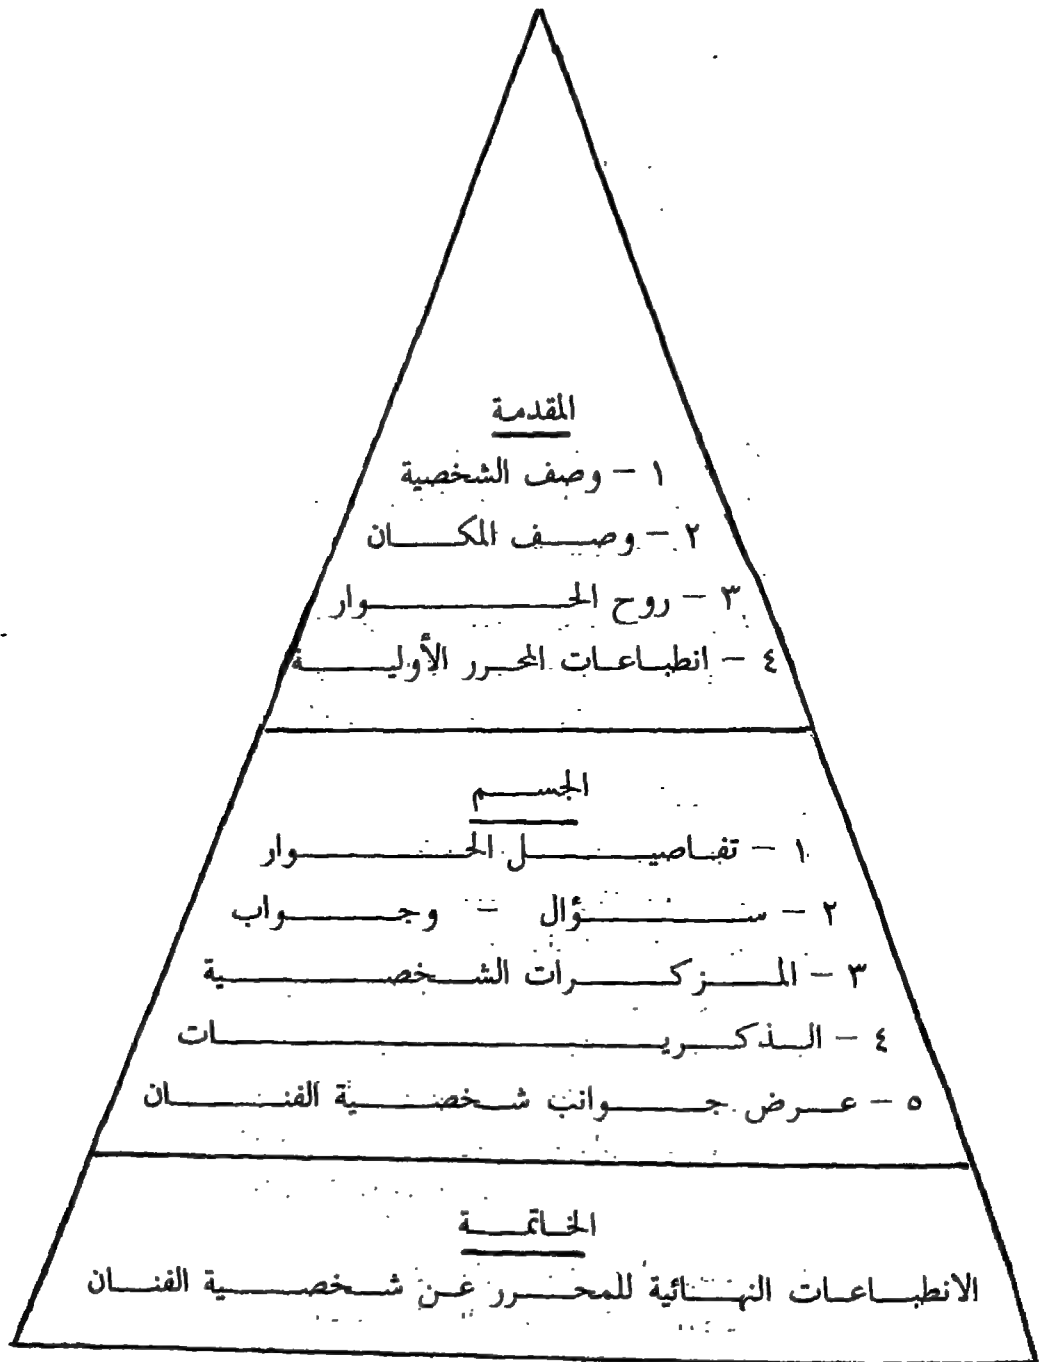 المقدمة
١ - وصف الشخصية
٢ - وصف المكان
٣ - روح الحوار
٤ - انطباعات المحرر الأولية
الجسم
١ - تفاصيل الحوار
٢ - سؤال - وجواب
٣ - المزكرات الشخصية
٤ - الذكريات
٥ - عرض جوانب شخصية الفنان
الخاتمة
الانطباعات النهائية للمحرر عن شخصية الفنان